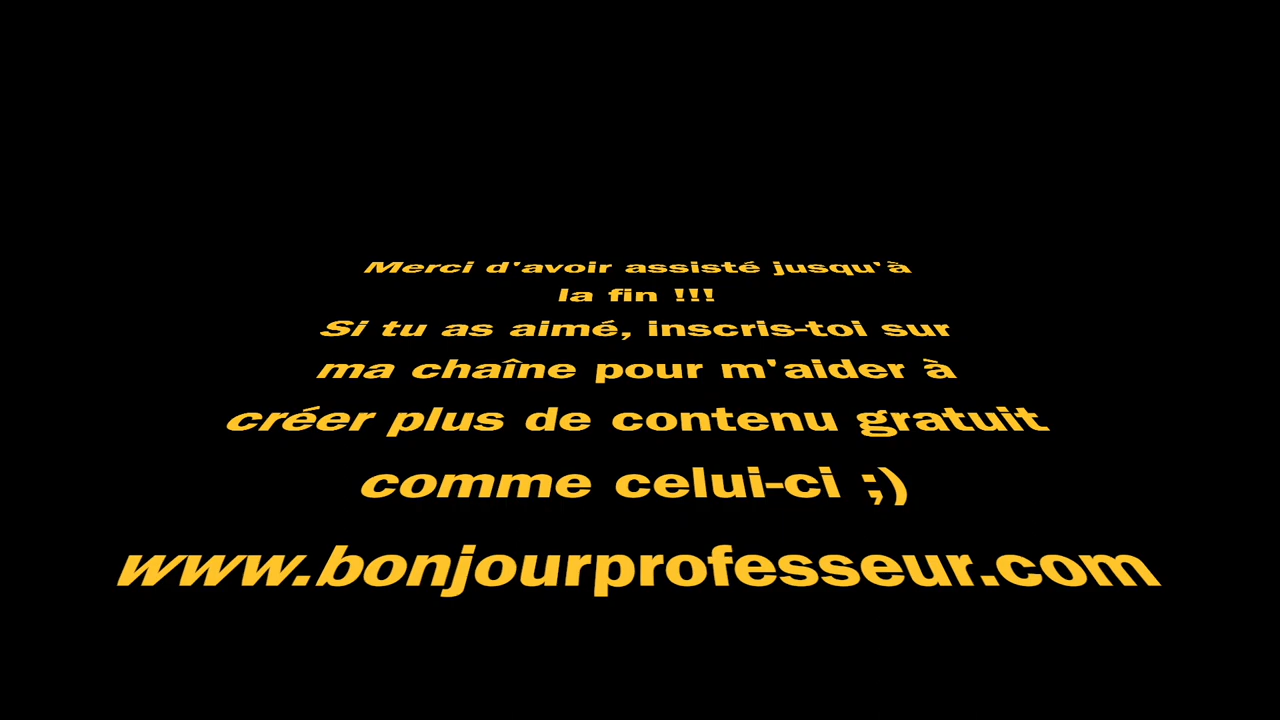 Merci d'avoir assisté jusqu'à
la fin !!!
Si tu as aimé, inscris-toi sur
ma chaîne pour m'aider à
créer plus de contenu gratuit
comme celui-ci ;)
www.bonjourprofesseur.com